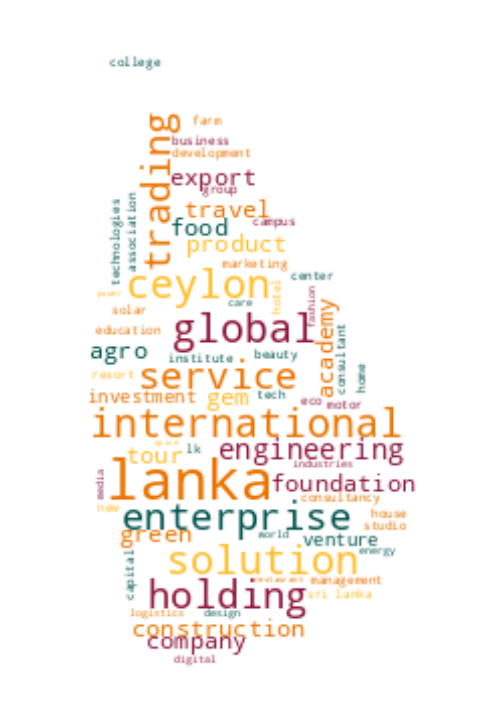 college
farm
trading
business
development
export
group
technologies
association
travel
campus
food
product
marketing
center
ceylon
hotel
power
care
fashion
solar
global
academy
education
consultant
agro
institute
beauty
home
resort
service
investment
gem
tech
eco
motor
international
space
tour
lk
engineering
industries
media
lanka
foundation
new
consultancy
enterprise
house
studio
green
world
venture
energy
solution
capital
restaurant
management
holding
sri lanka
logistics
design
construction
company
digital